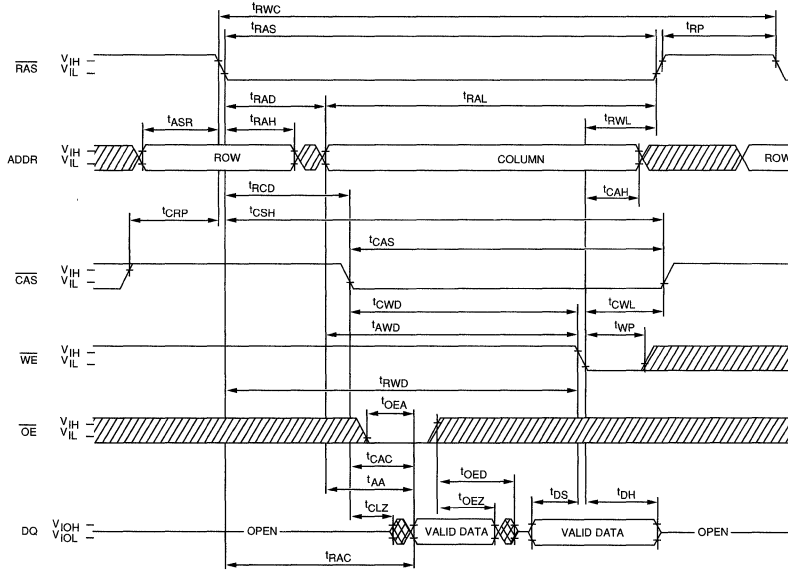 tRWC
tRAS
tRP
RAS
VIH
VIL
tRAD
tRAL
tASR
tRAH
tRWL
ADDR
VIH
VIL
ROW
COLUMN
ROW
tRCD
tCAH
tCRP
tCSH
tCAS
CAS
VIH
VIL
tCWD
tCWL
tAWD
tWP
WE
VIH
VIL
tRWD
tOEA
OE
VIH
VIL
tCAC
tOED
tAA
tCLZ
tOEZ
tDS
tDH
DQ
VIOH
VIOL
OPEN
VALID DATA
VALID DATA
OPEN
tRAC